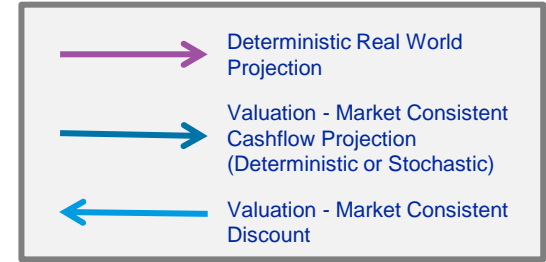 Deterministic Real World
Projection
Valuation - Market Consistent
Cashflow Projection
(Deterministic or Stochastic)
Valuation - Market Consistent
Discount